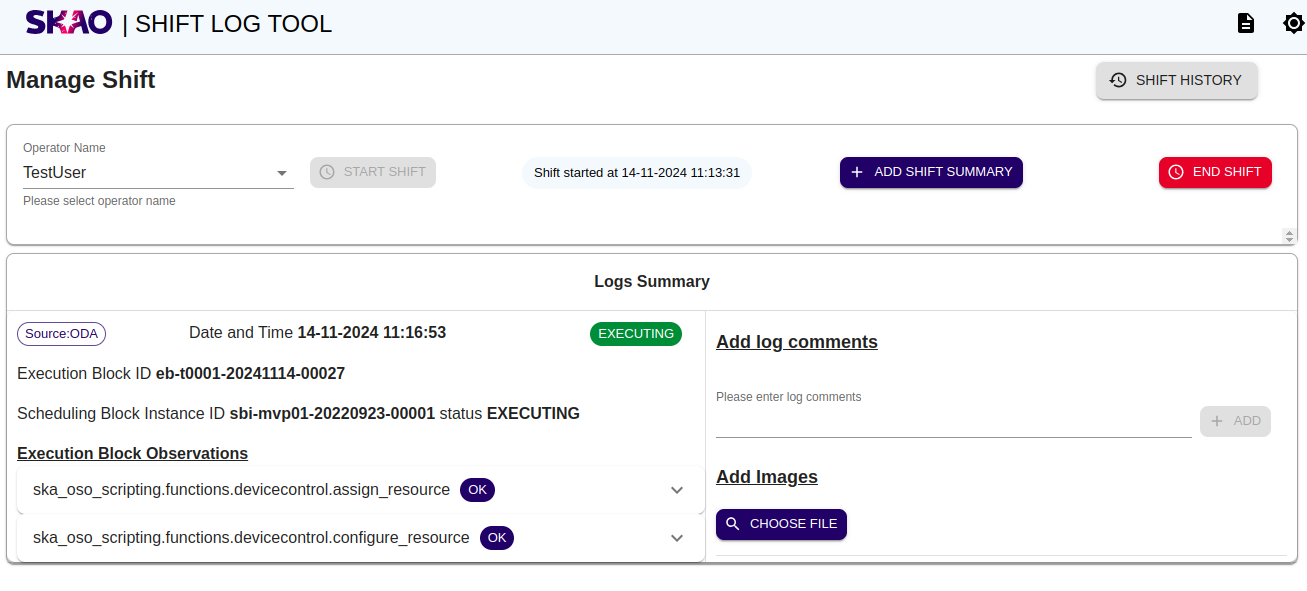 SKAO | SHIFT LOG TOOL
Manage Shift
SHIFT HISTORY
Operator Name
TestUser
START SHIFT
Shift started at 14-11-2024 11:13:31
ADD SHIFT SUMMARY
END SHIFT
Please select operator name
Logs Summary
Source:ODA
Date and Time 14-11-2024 11:16:53
EXECUTING
Execution Block ID eb-t0001-20241114-00027
Scheduling Block Instance ID sbi-mvp01-20220923-00001 status EXECUTING
Execution Block Observations
ska_oso_scripting.functions.devicecontrol.assign_resource OK
ska_oso_scripting.functions.devicecontrol.configure_resource OK
Add log comments
Please enter log comments
ADD
Add Images
CHOOSE FILE